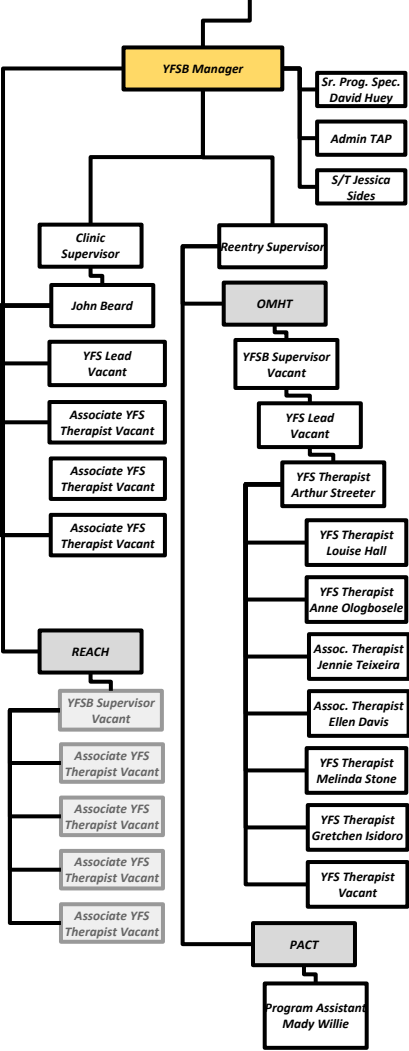 YFSB Manager
Sr. Prog. Spec.
David Huey
Admin TAP
S/T Jessica
Sides
Clinic
Supervisor
John Beard
YFS Lead
Vacant
Associate YFS
Therapist Vacant
Associate YFS
Therapist Vacant
Associate YFS
Therapist Vacant
REACH
YFSB Supervisor
Vacant
Associate YFS
Therapist Vacant
Associate YFS
Therapist Vacant
Associate YFS
Therapist Vacant
Associate YFS
Therapist Vacant
Reentry Supervisor
OMHT
YFSB Supervisor
Vacant
YFS Lead
Vacant
YFS Therapist
Arthur Streeter
YFS Therapist
Louise Hall
YFS Therapist
Anne Ologbosele
Assoc. Therapist
Jennie Teixeira
Assoc. Therapist
Ellen Davis
YFS Therapist
Melinda Stone
YFS Therapist
Gretchen Isidoro
YFS Therapist
Vacant
PACT
Program Assistant
Mady Willie